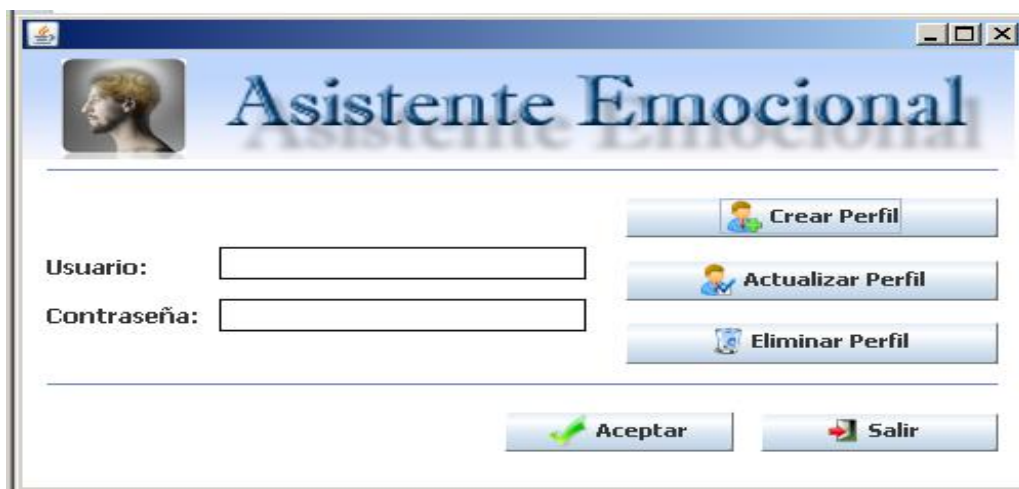 Asistente Emocional
Crear Perfil
Usuario:
Actualizar Perfil
Contraseña:
Eliminar Perfil
Aceptar
Salir